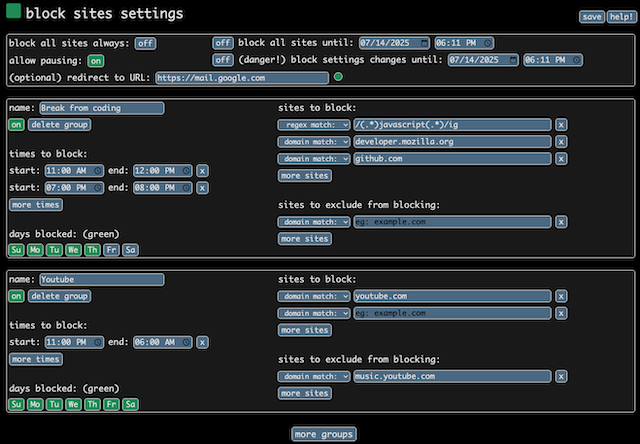 block sites settings
save help!
block all sites always: off off block all sites until: 07/14/2025 06:11 PM
allow pausing: on off (danger!) block settings changes until: 07/14/2025 06:11 PM
(optional) redirect to URL: https://mail.google.com
name: Break from coding
on delete group
times to block:
start: 11:00 AM end: 12:00 PM x
start: 07:00 PM end: 08:00 PM x
more times
days blocked: (green)
Su Mo Tu We Th Fr Sa
sites to block:
regex match: /(.*)javascript(.*)/ig x
domain match: developer.mozilla.org x
domain match: github.com x
more sites
sites to exclude from blocking:
domain match: eg: example.com x
more sites
name: Youtube
on delete group
times to block:
start: 11:00 PM end: 06:00 AM x
more times
days blocked: (green)
Su Mo Tu We Th Fr Sa
sites to block:
domain match: youtube.com x
domain match: eg: example.com x
more sites
sites to exclude from blocking:
domain match: music.youtube.com x
more sites
more groups